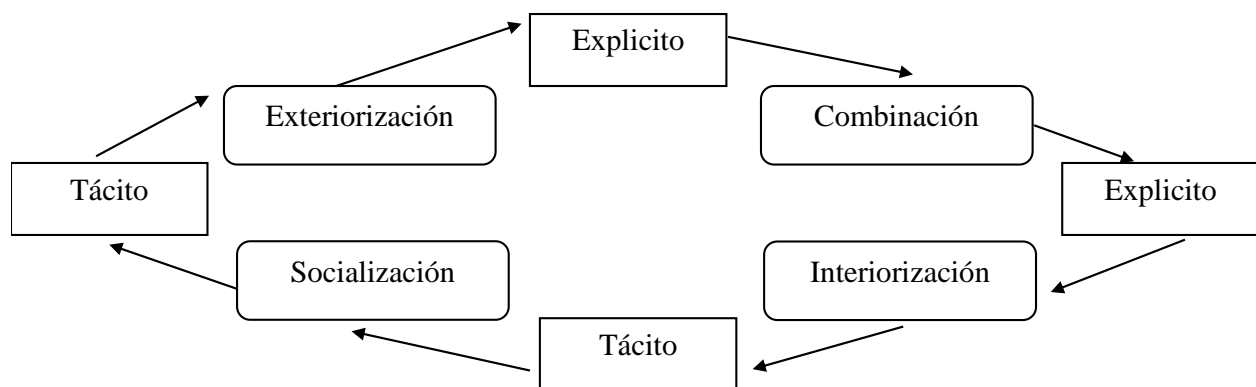 Explicito
Exteriorización
Combinación
Tácito
Explicito
Socialización
Interiorización
Tácito